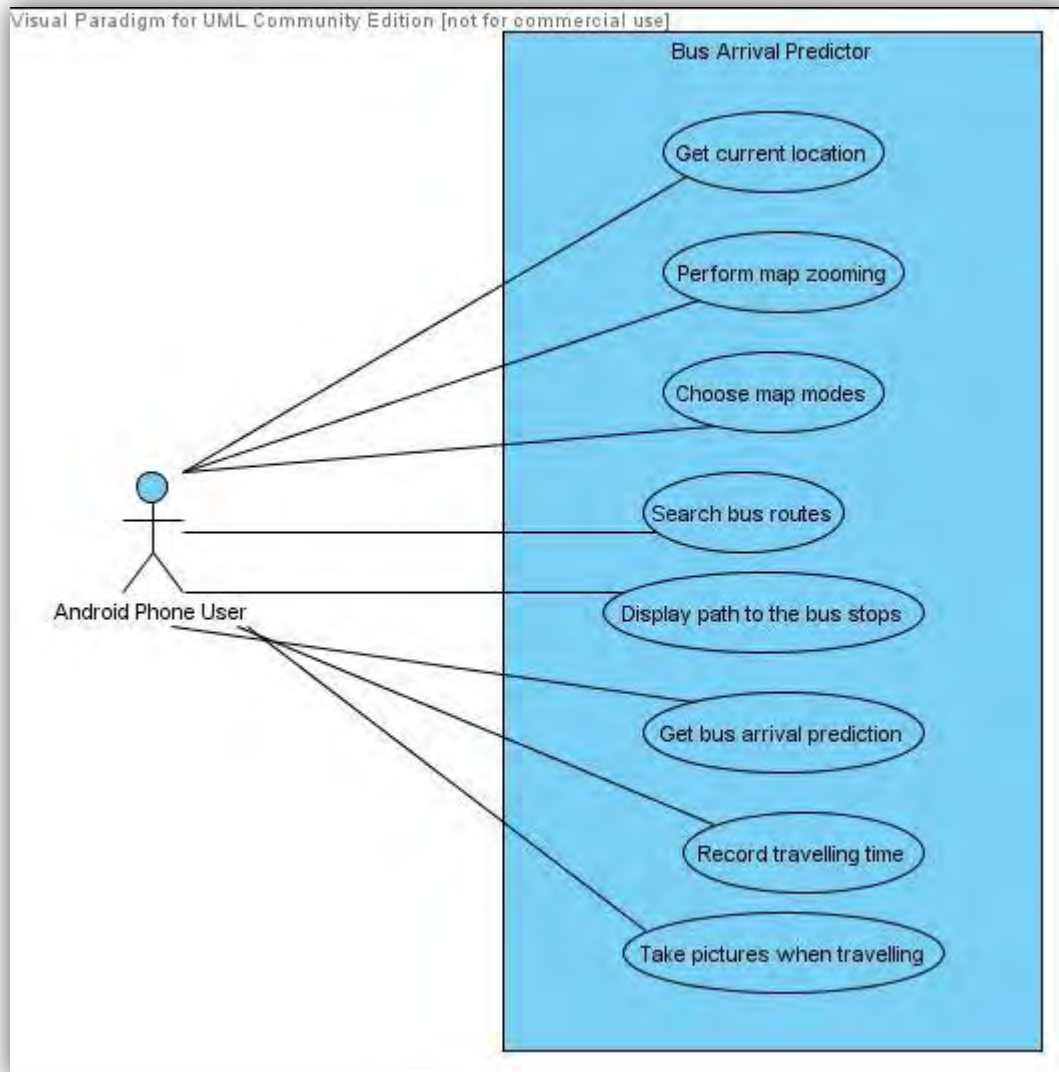 Visual Paradigm for UML Community Edition [not for commercial use]
Bus Arrival Predictor
Get current location
Perform map zooming
Choose map modes
Search bus routes
Display path to the bus stops
Android Phone User
Get bus arrival prediction
Record travelling time
Take pictures when travelling